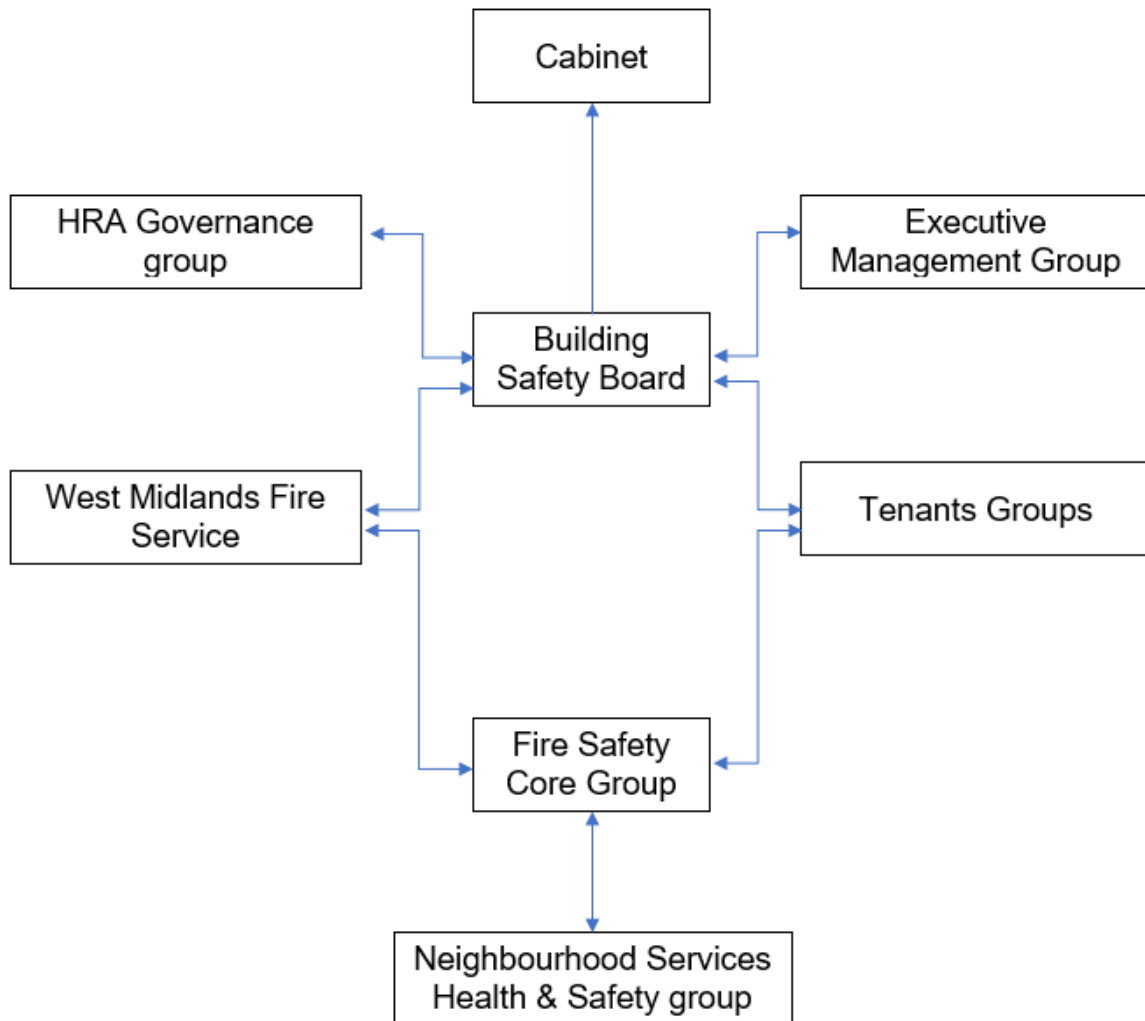 Cabinet
HRA Governance
group
Executive
Management Group
Building
Safety Board
West Midlands Fire
Service
Tenants Groups
Fire Safety
Core Group
Neighbourhood Services
Health & Safety group